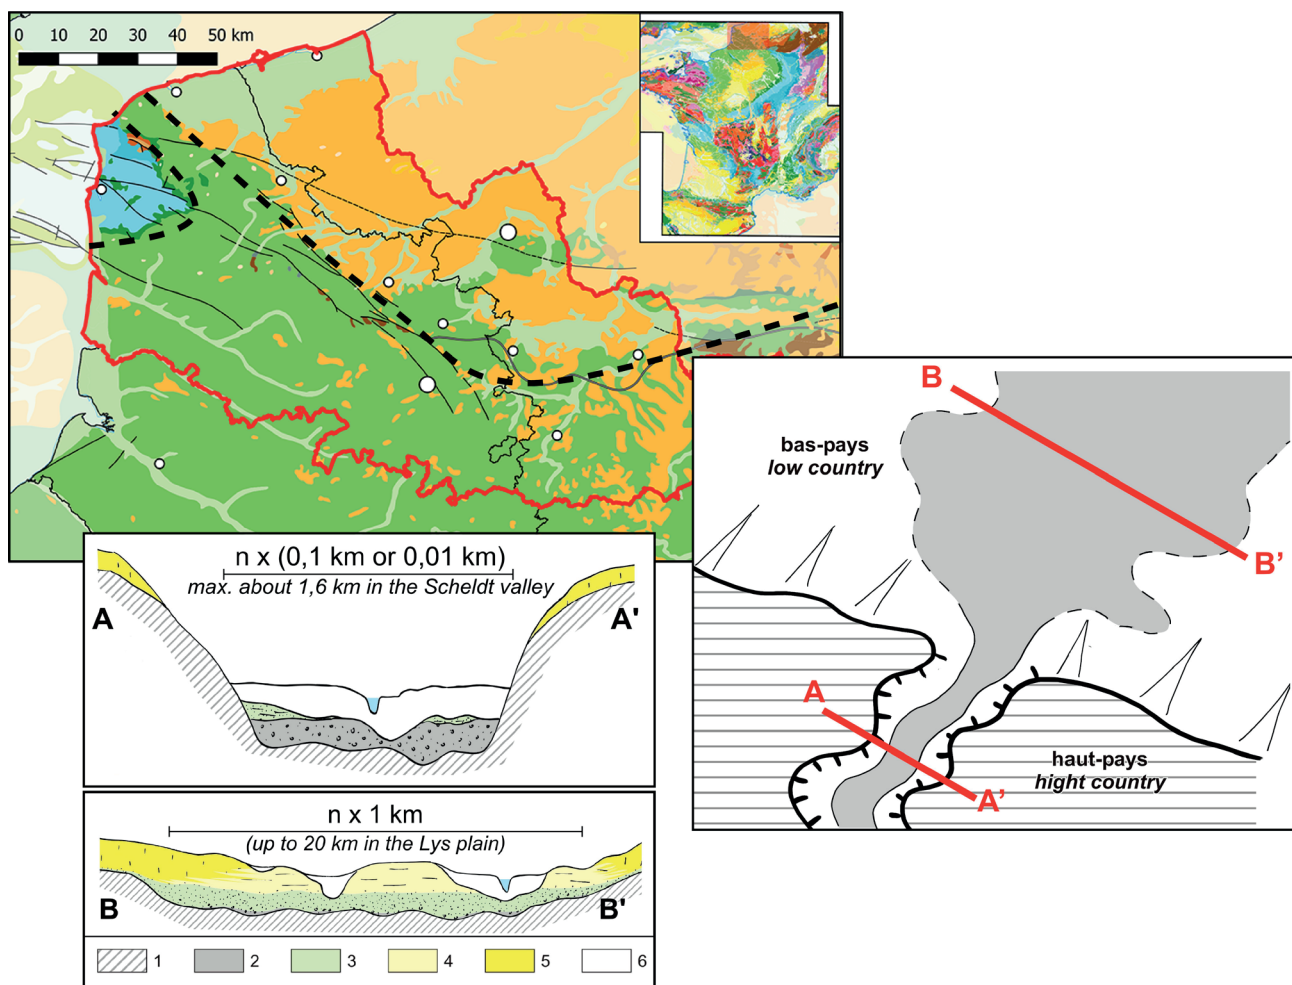 0 10 20 30 40 50 km
B
bas-pays
low country
B'
A
haut-pays
hight country
A'
n x (0,1 km or 0,01 km)
max. about 1,6 km in the Scheldt valley
A A'
n x 1 km
(up to 20 km in the Lys plain)
B B'
1 2 3 4 5 6